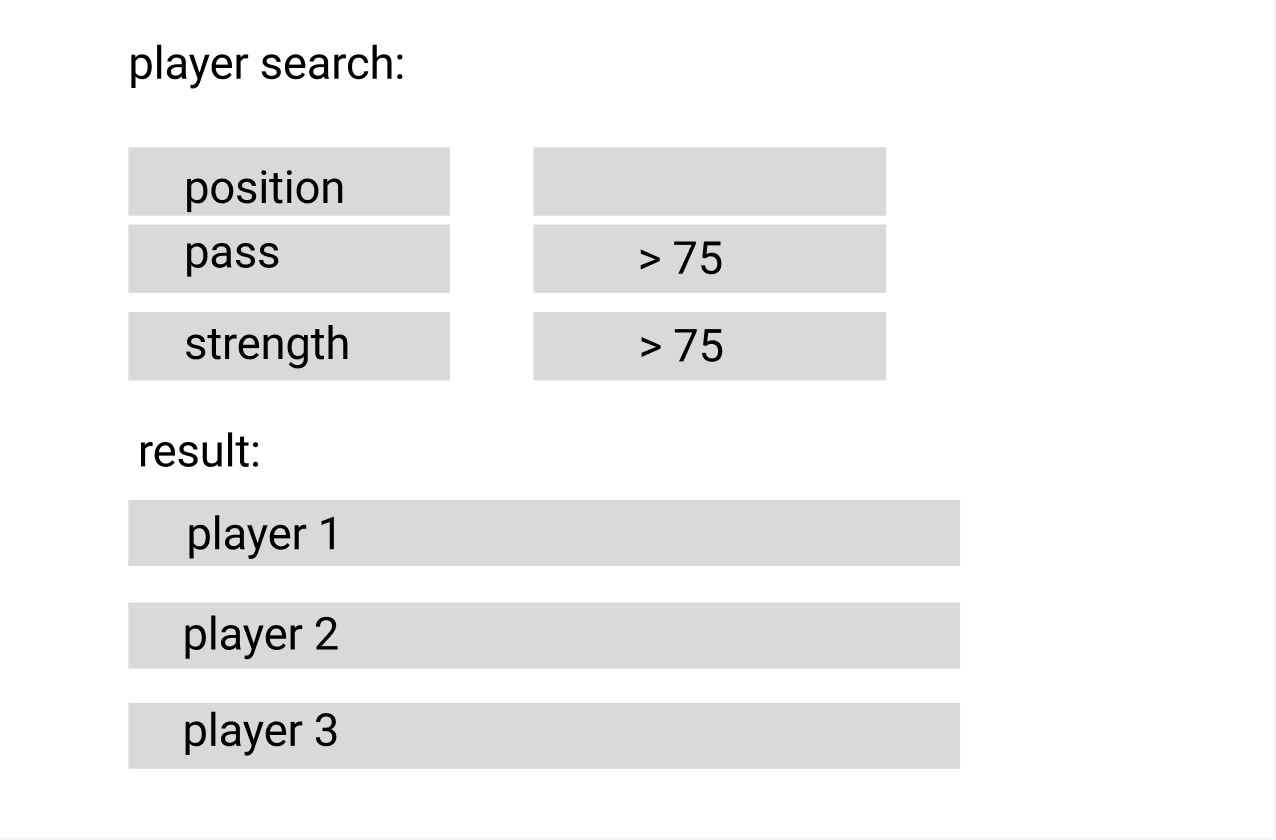 player search:
position
pass > 75
strength > 75
result:
player 1
player 2
player 3